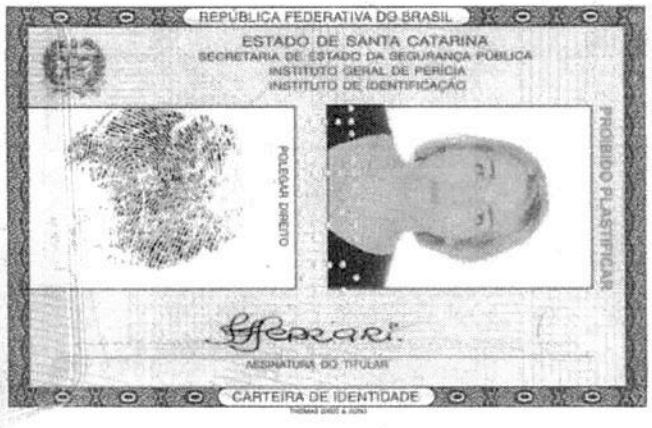 REPÚBLICA FEDERATIVA DO BRASIL
ESTADO DE SANTA CATARINA
SECRETARIA DE ESTADO DA SEGURANÇA PÚBLICA
INSTITUTO GERAL DE PERÍCIA
INSTITUTO DE IDENTIFICAÇÃO
POLEGAR DIREITO
PROIBIDO PLASTIFICAR
ASSINATURA DO TITULAR
CARTEIRA DE IDENTIDADE